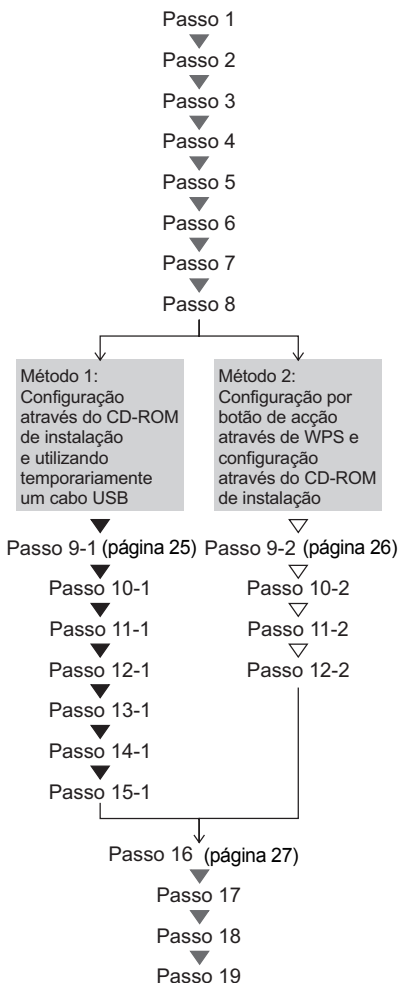 Passo 1
Passo 2
Passo 3
Passo 4
Passo 5
Passo 6
Passo 7
Passo 8
Método 1:
Configuração
através do CD-ROM
de instalação
e utilizando
temporariamente
um cabo USB
Método 2:
Configuração por
botão de acção
através de WPS e
configuração
através do CD-ROM
de instalação
Passo 9-1 (página 25)
Passo 10-1
Passo 11-1
Passo 12-1
Passo 13-1
Passo 14-1
Passo 15-1
Passo 9-2 (página 26)
Passo 10-2
Passo 11-2
Passo 12-2
Passo 16 (página 27)
Passo 17
Passo 18
Passo 19